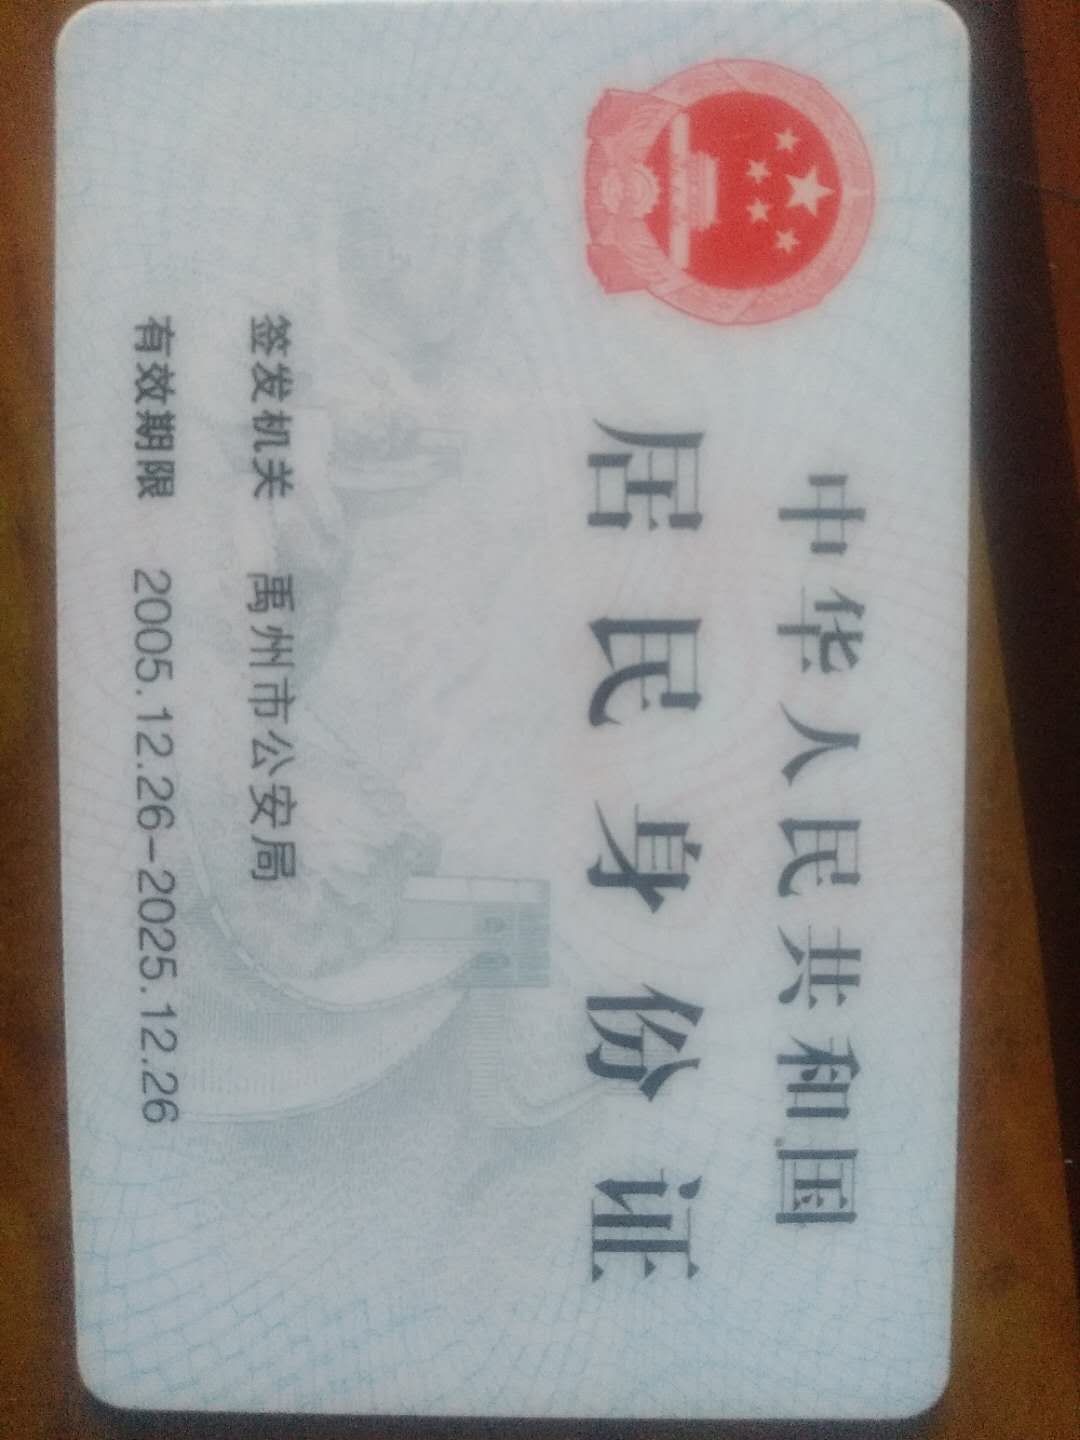 中华人民共和国
居民身份证
签发机关 禹州市公安局
有效期限 2005.12.26-2025.12.26